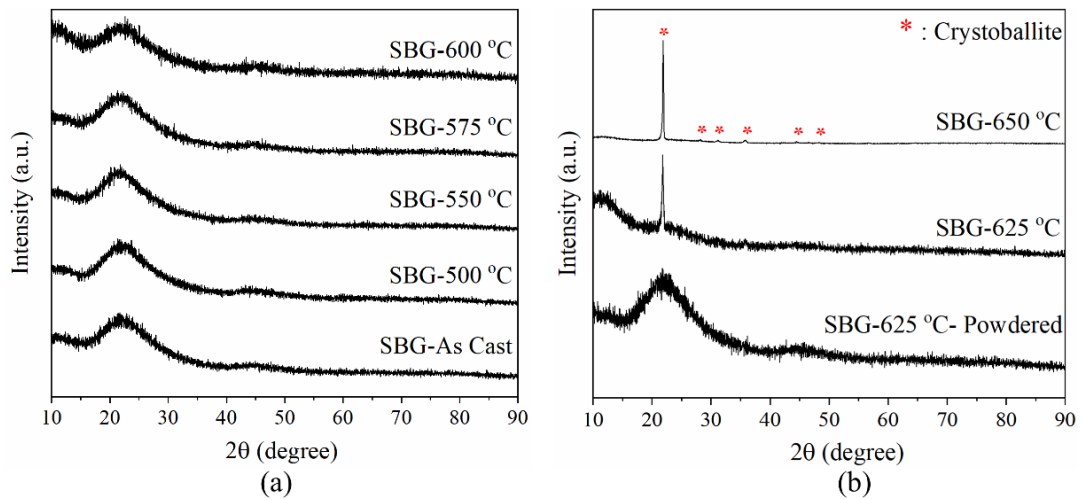 SBG-600 °C
SBG-575 °C
SBG-550 °C
SBG-500 °C
SBG-As Cast
Intensity (a.u.)
10 20 30 40 50 60 70 80 90
2θ (degree)
(a)
* : Crystoballite
*
* * * * *
SBG-650 °C
SBG-625 °C
SBG-625 °C- Powdered
Intensity (a.u.)
10 20 30 40 50 60 70 80 90
2θ (degree)
(b)